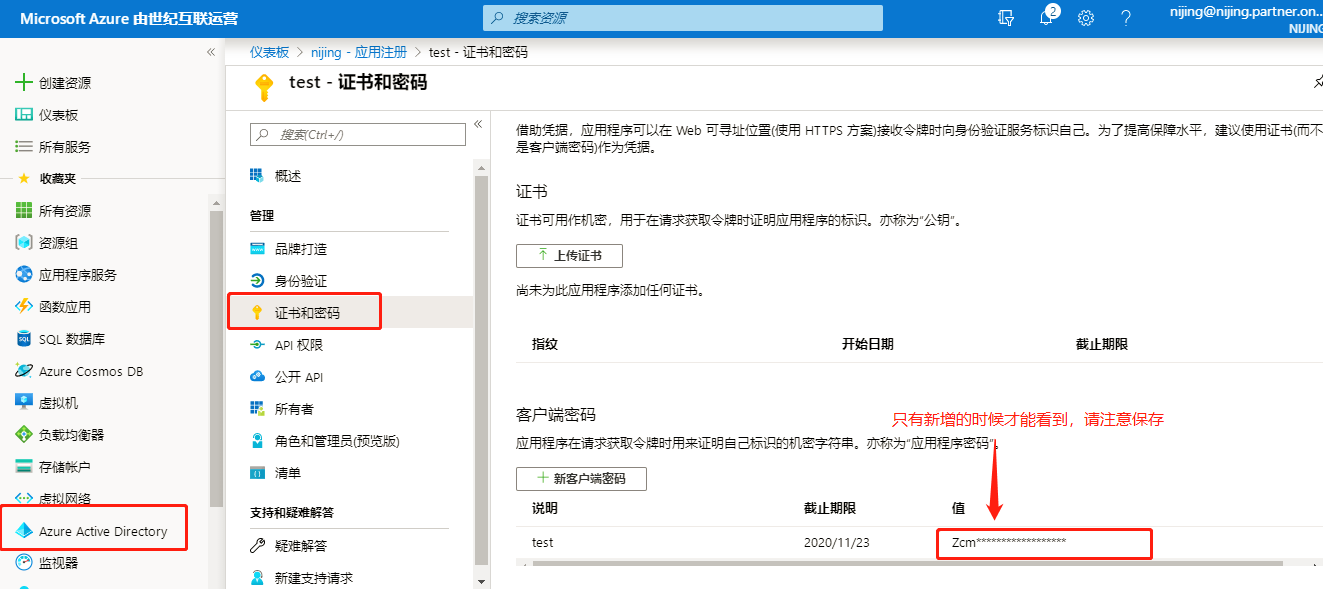 Microsoft Azure 由世纪互联运营
搜索资源
2
nijing@nijing.partner.on...
NIJING
创建资源
仪表板
所有服务
收藏夹
所有资源
资源组
应用程序服务
函数应用
SQL 数据库
Azure Cosmos DB
虚拟机
负载均衡器
存储帐户
虚拟网络
Azure Active Directory
监视器
仪表板 > nijing - 应用注册 > test - 证书和密码
test - 证书和密码
搜索(Ctrl+/)
概述
管理
品牌打造
身份验证
证书和密码
API 权限
公开 API
所有者
角色和管理员(预览版)
清单
支持和疑难解答
疑难解答
新建支持请求
借助凭据，应用程序可以在 Web 可寻址位置(使用 HTTPS 方案)接收令牌时向身份验证服务标识自己。为了提高保障水平，建议使用证书(而不
是客户端密码)作为凭据。
证书
证书可用作机密，用于在请求获取令牌时证明应用程序的标识。亦称为“公钥”。
上传证书
尚未为此应用程序添加任何证书。
指纹 开始日期 截止期限
客户端密码
只有新增的时候才能看到，请注意保存
应用程序在请求获取令牌时用来证明自己标识的机密字符串。亦称为“应用程序密码”。
新客户端密码
说明 截止期限 值
test 2020/11/23 Zcm******************